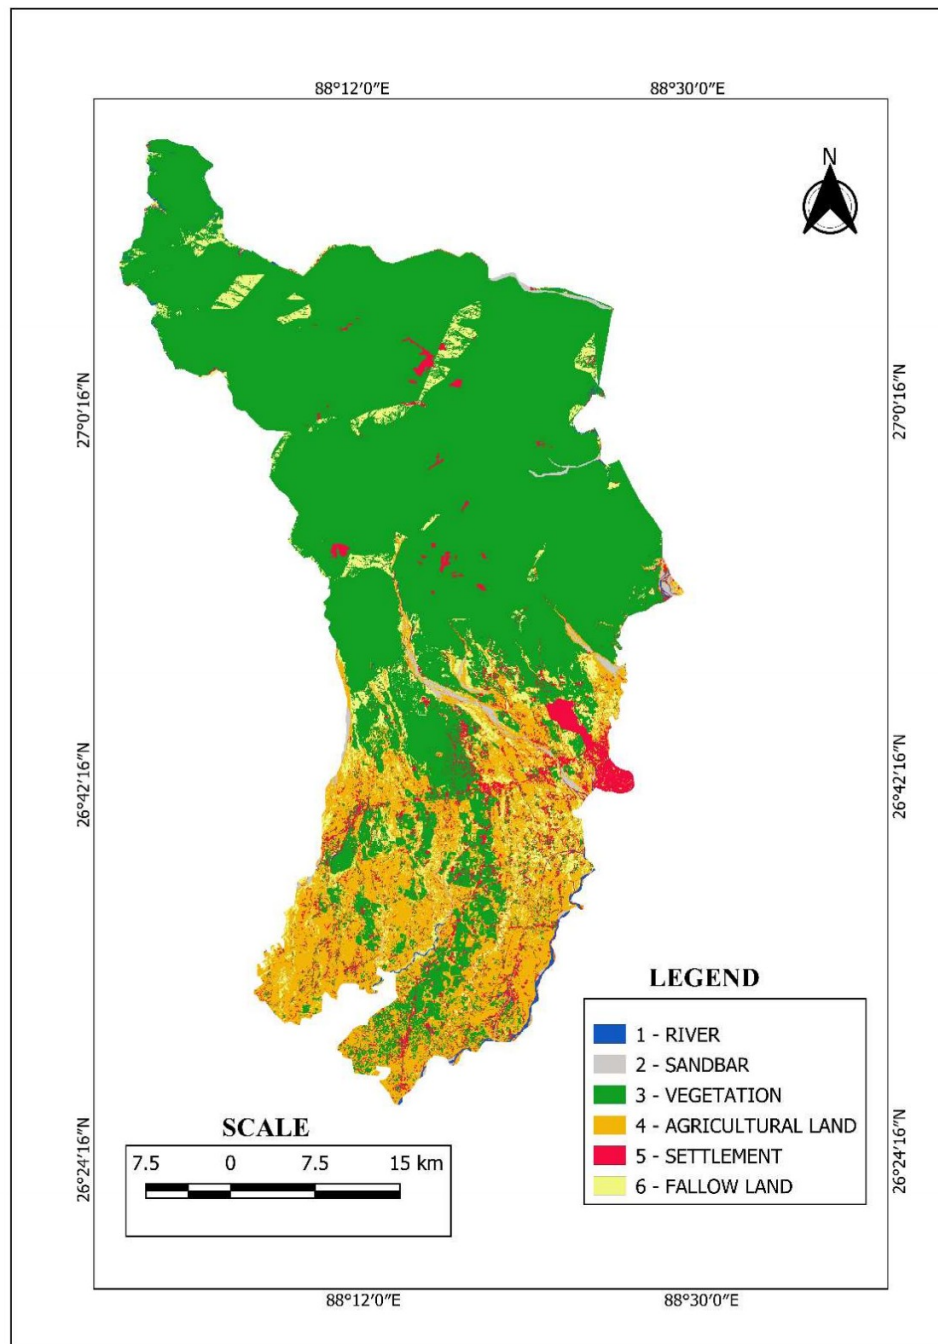 88°12′0″E 88°30′0″E
N
27°0′16″N 27°0′16″N
26°42′16″N 26°42′16″N
LEGEND
1 - RIVER
2 - SANDBAR
3 - VEGETATION
4 - AGRICULTURAL LAND
5 - SETTLEMENT
6 - FALLOW LAND
26°24′16″N 26°24′16″N
SCALE
7.5 0 7.5 15 km
88°12′0″E 88°30′0″E